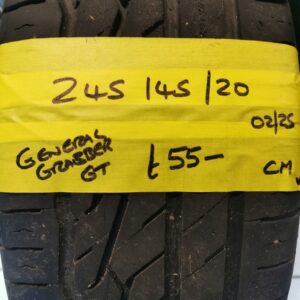 245/45/20
02/25
GENERAL
GRABBER
GT
£55-
CM